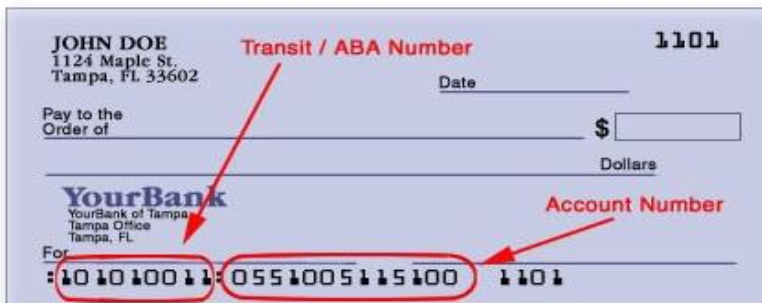 JOHN DOE
1124 Maple St.
Tampa, FL 33602
Transit / ABA Number
1101
Date
Pay to the
Order of
$
Dollars
YourBank
YourBank of Tampa
Tampa Office
Tampa, FL
Account Number
For
⑆101010011⑆0551005115100 1101